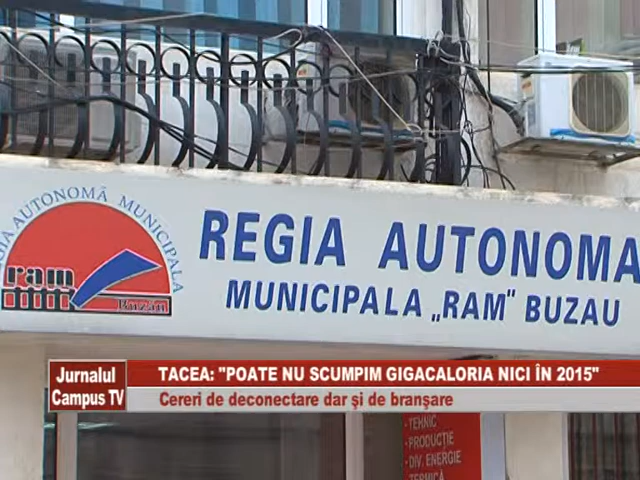 REGIA AUTONOMĂ MUNICIPALA
ram
Buzău
REGIA AUTONOMA
MUNICIPALA „RAM” BUZAU
Jurnalul
Campus TV
TACEA: "POATE NU SCUMPIM GIGACALORIA NICI ÎN 2015"
Cereri de deconectare dar şi de branşare
- TEHNIC
- PRODUCŢIE
- DIV. ENERGIE
TERMICĂ